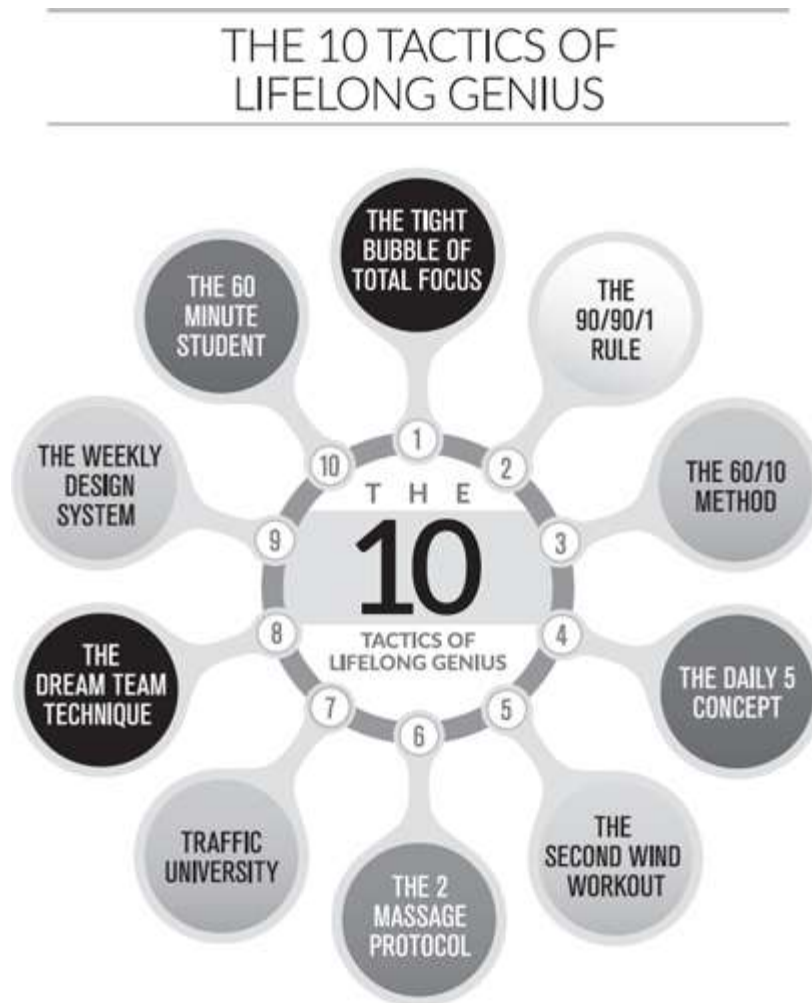 THE 10 TACTICS OF
LIFELONG GENIUS
THE TIGHT
BUBBLE OF
TOTAL FOCUS
THE
90/90/1
RULE
THE 60/10
METHOD
THE DAILY 5
CONCEPT
THE
SECOND WIND
WORKOUT
THE 2
MASSAGE
PROTOCOL
TRAFFIC
UNIVERSITY
THE
DREAM TEAM
TECHNIQUE
THE WEEKLY
DESIGN
SYSTEM
THE 60
MINUTE
STUDENT
1
2
3
4
5
6
7
8
9
10
THE
10
TACTICS OF
LIFELONG GENIUS